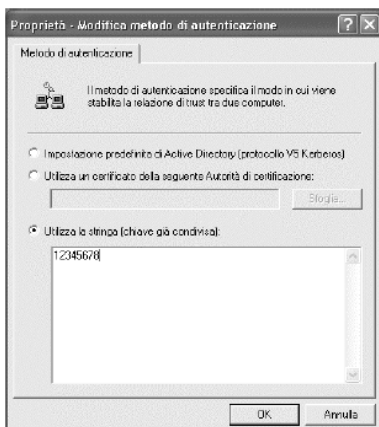 Proprietà - Modifica metodo di autenticazione
Metodo di autenticazione
Il metodo di autenticazione specifica il modo in cui viene
stabilita la relazione di trust tra due computer.
Impostazione predefinita di Active Directory (protocollo V5 Kerberos)
Utilizza un certificato della seguente Autorità di certificazione:
Sfoglia...
Utilizza la stringa (chiave già condivisa):
12345678
OK
Annulla